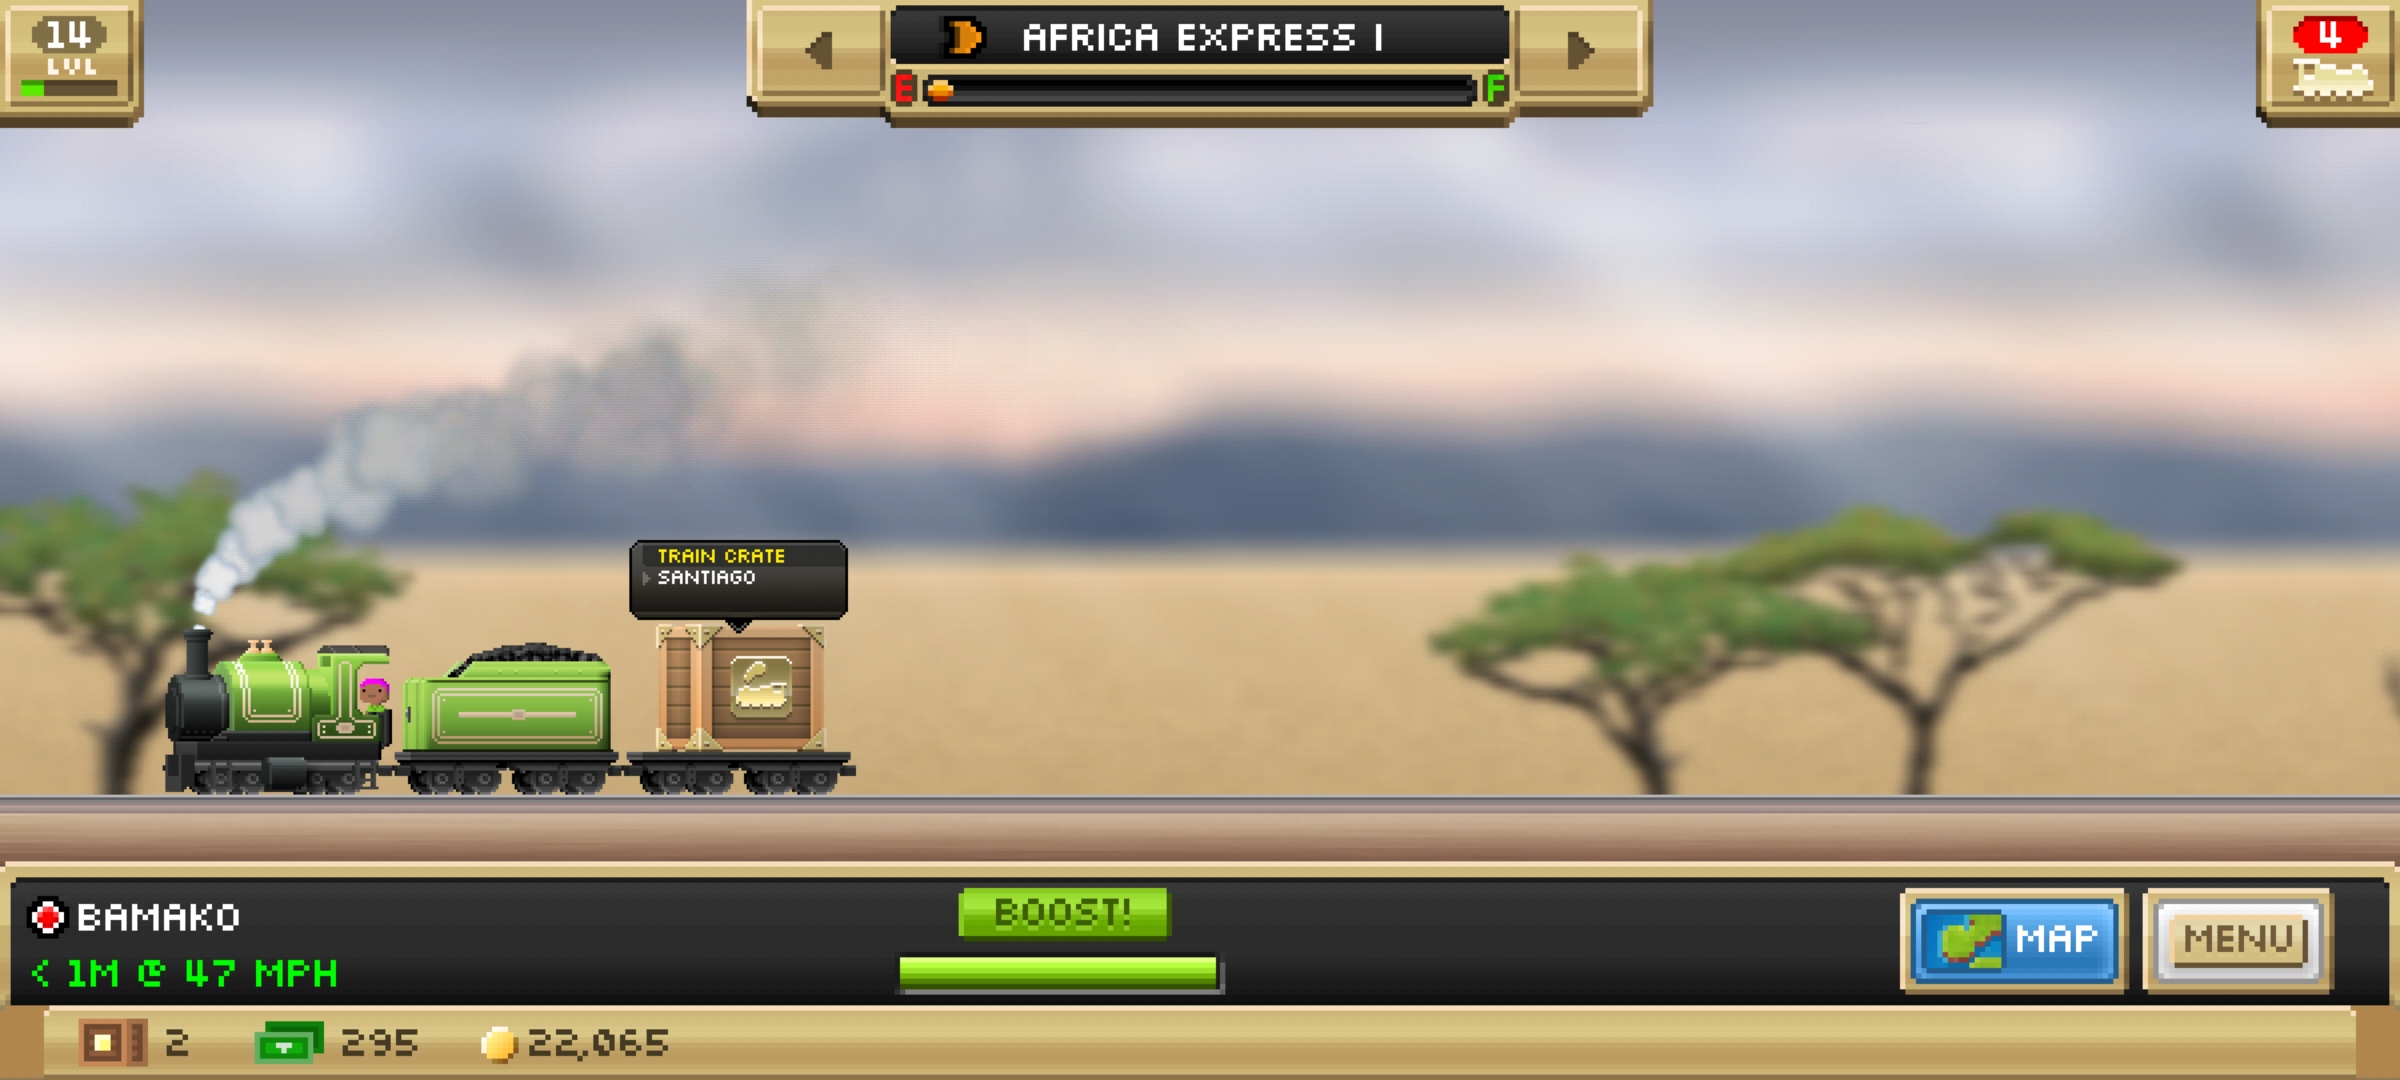 14
LVL
AFRICA EXPRESS I
E
F
4
TRAIN CRATE
SANTIAGO
BAMAKO
< 1M @ 47 MPH
BOOST!
MAP
MENU
2
295
22,065